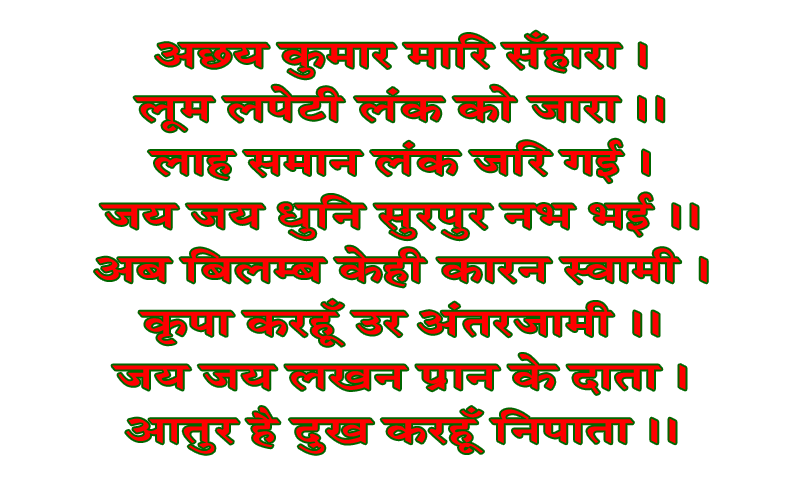 अछय कुमार मारि सँहारा ।
लूम लपेटी लंक को जारा ।।
लाह समान लंक जरि गई ।
जय जय धुनि सुरपुर नभ भई ।।
अब बिलम्ब केही कारन स्वामी ।
कृपा करहूँ उर अंतरजामी ।।
जय जय लखन प्रान के दाता ।
आतुर है दुख करहूँ निपाता ।।